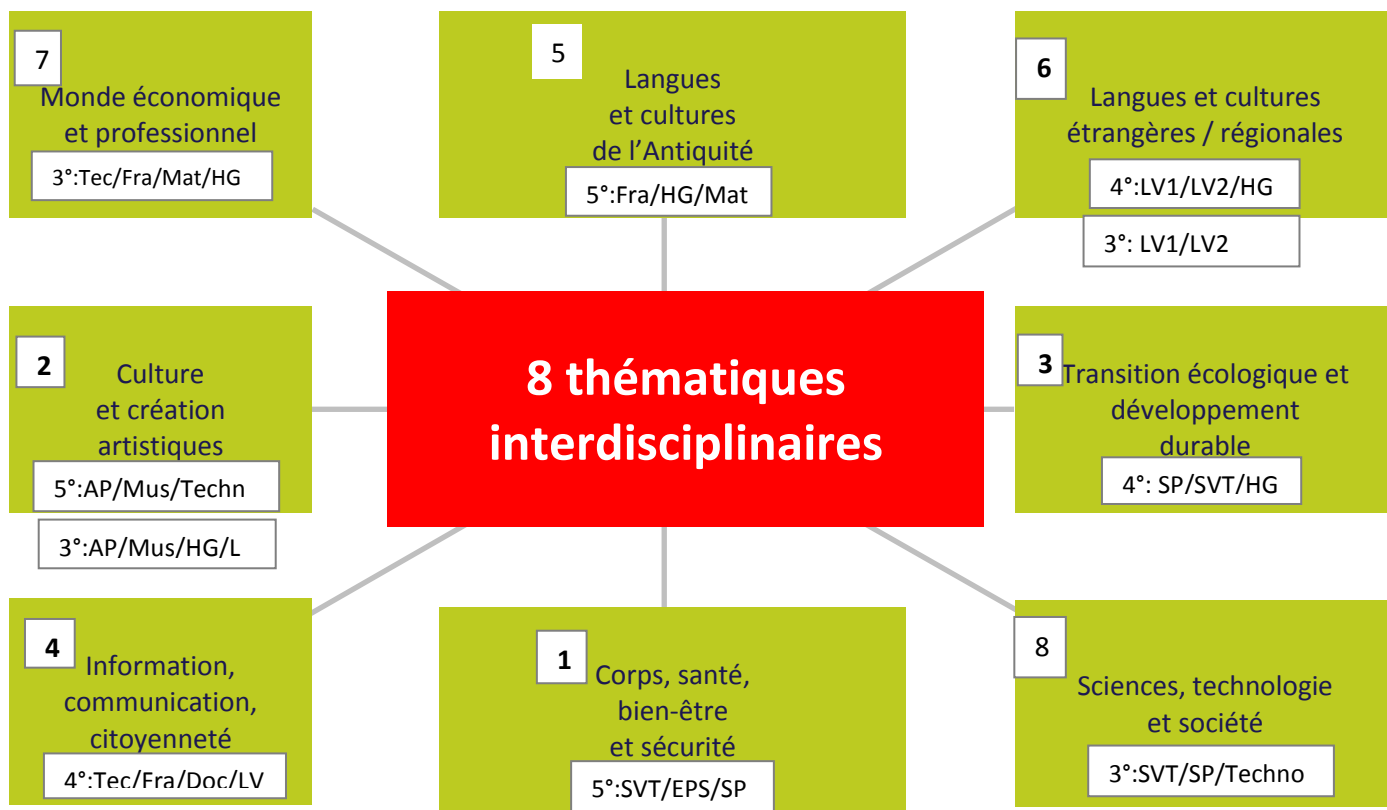 7
Monde économique
et professionnel
3°:Tec/Fra/Mat/HG
5
Langues
et cultures
de l’Antiquité
5°:Fra/HG/Mat
6
Langues et cultures
étrangères / régionales
4°:LV1/LV2/HG
3°: LV1/LV2
2
Culture
et création
artistiques
5°:AP/Mus/Techn
3°:AP/Mus/HG/L
8 thématiques
interdisciplinaires
3
Transition écologique et
développement
durable
4°: SP/SVT/HG
4
Information,
communication,
citoyenneté
4°:Tec/Fra/Doc/LV
1
Corps, santé,
bien-être
et sécurité
5°:SVT/EPS/SP
8
Sciences, technologie
et société
3°:SVT/SP/Techno